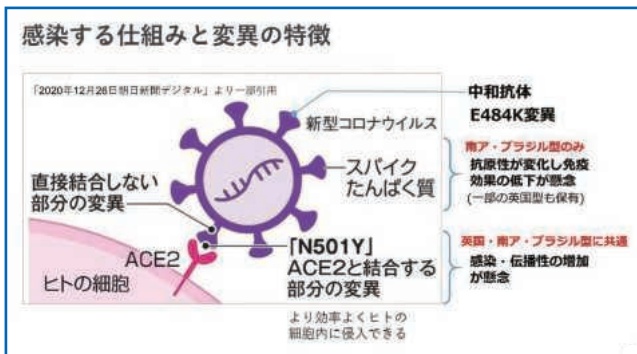 感染する仕組みと変異の特徴
「2020年12月26日朝日新聞デジタル」より一部引用
新型コロナウイルス
スパイク
たんぱく質
直接結合しない
部分の変異
ACE2
ヒトの細胞
「N501Y」
ACE2と結合する
部分の変異
より効率よくヒトの
細胞内に侵入できる
中和抗体
E484K変異
南ア・ブラジル型のみ
抗原性が変化し免疫
効果の低下が懸念
(一部の英国型も保有)
英国・南ア・ブラジル型に共通
感染・伝播性の増加
が懸念